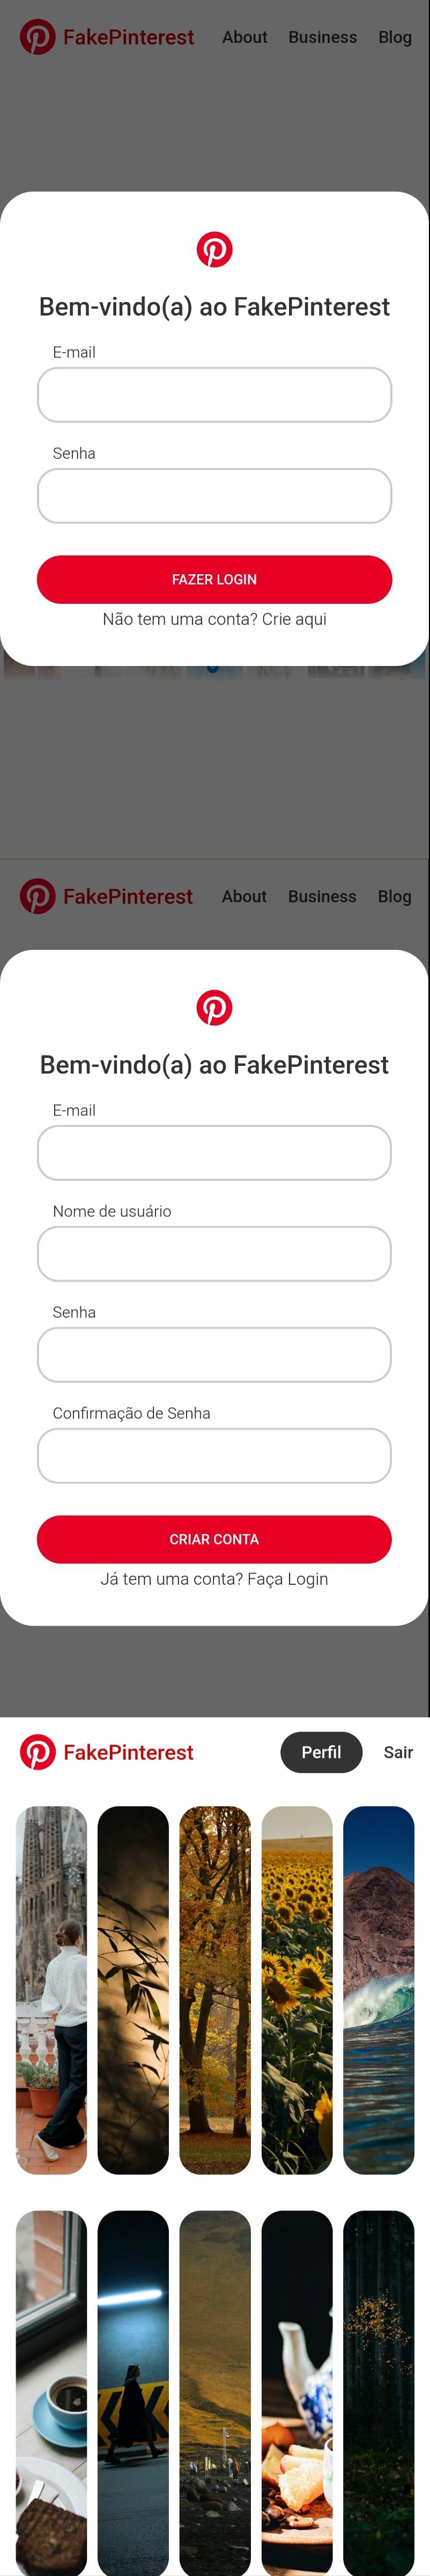 FakePinterest About Business Blog
Bem-vindo(a) ao FakePinterest
E-mail
Senha
FAZER LOGIN
Não tem uma conta? Crie aqui
FakePinterest About Business Blog
Bem-vindo(a) ao FakePinterest
E-mail
Nome de usuário
Senha
Confirmação de Senha
CRIAR CONTA
Já tem uma conta? Faça Login
FakePinterest Perfil Sair